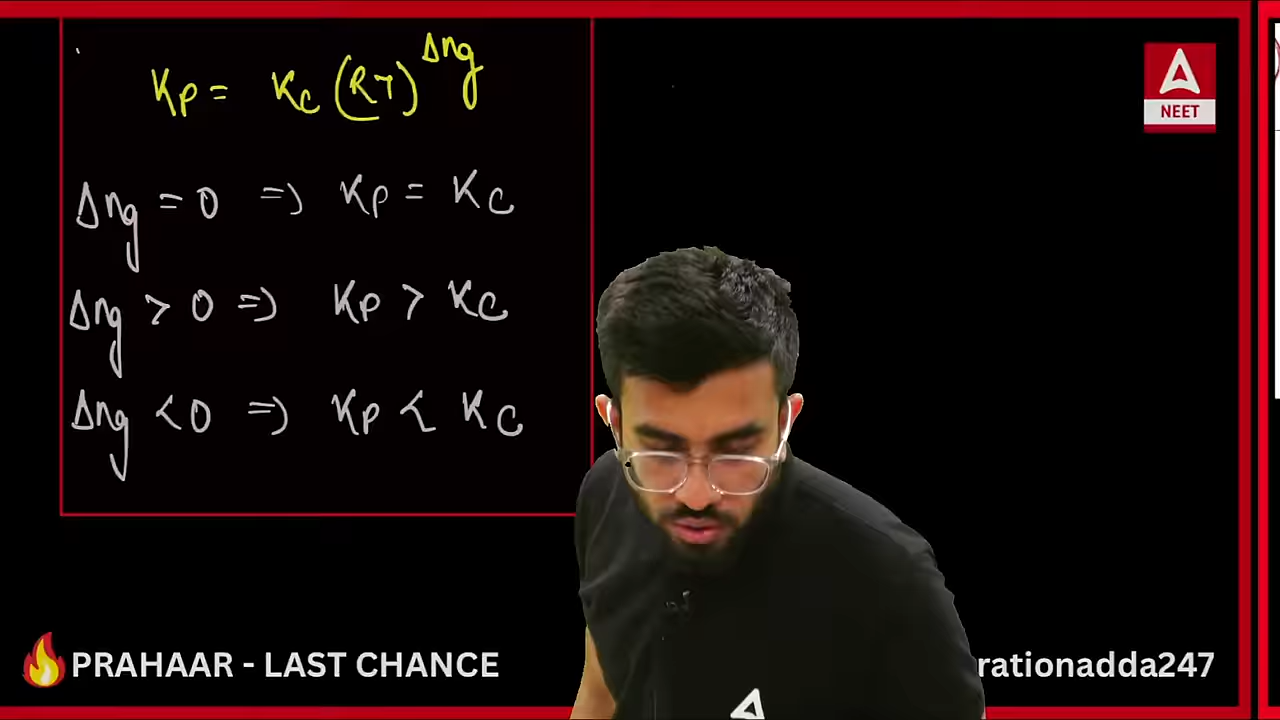 Kp = Kc (RT)^Δng
Δng = 0 => Kp = Kc
Δng > 0 => Kp > Kc
Δng < 0 => Kp < Kc
NEET
PRAHAAR - LAST CHANCE
rationadda247